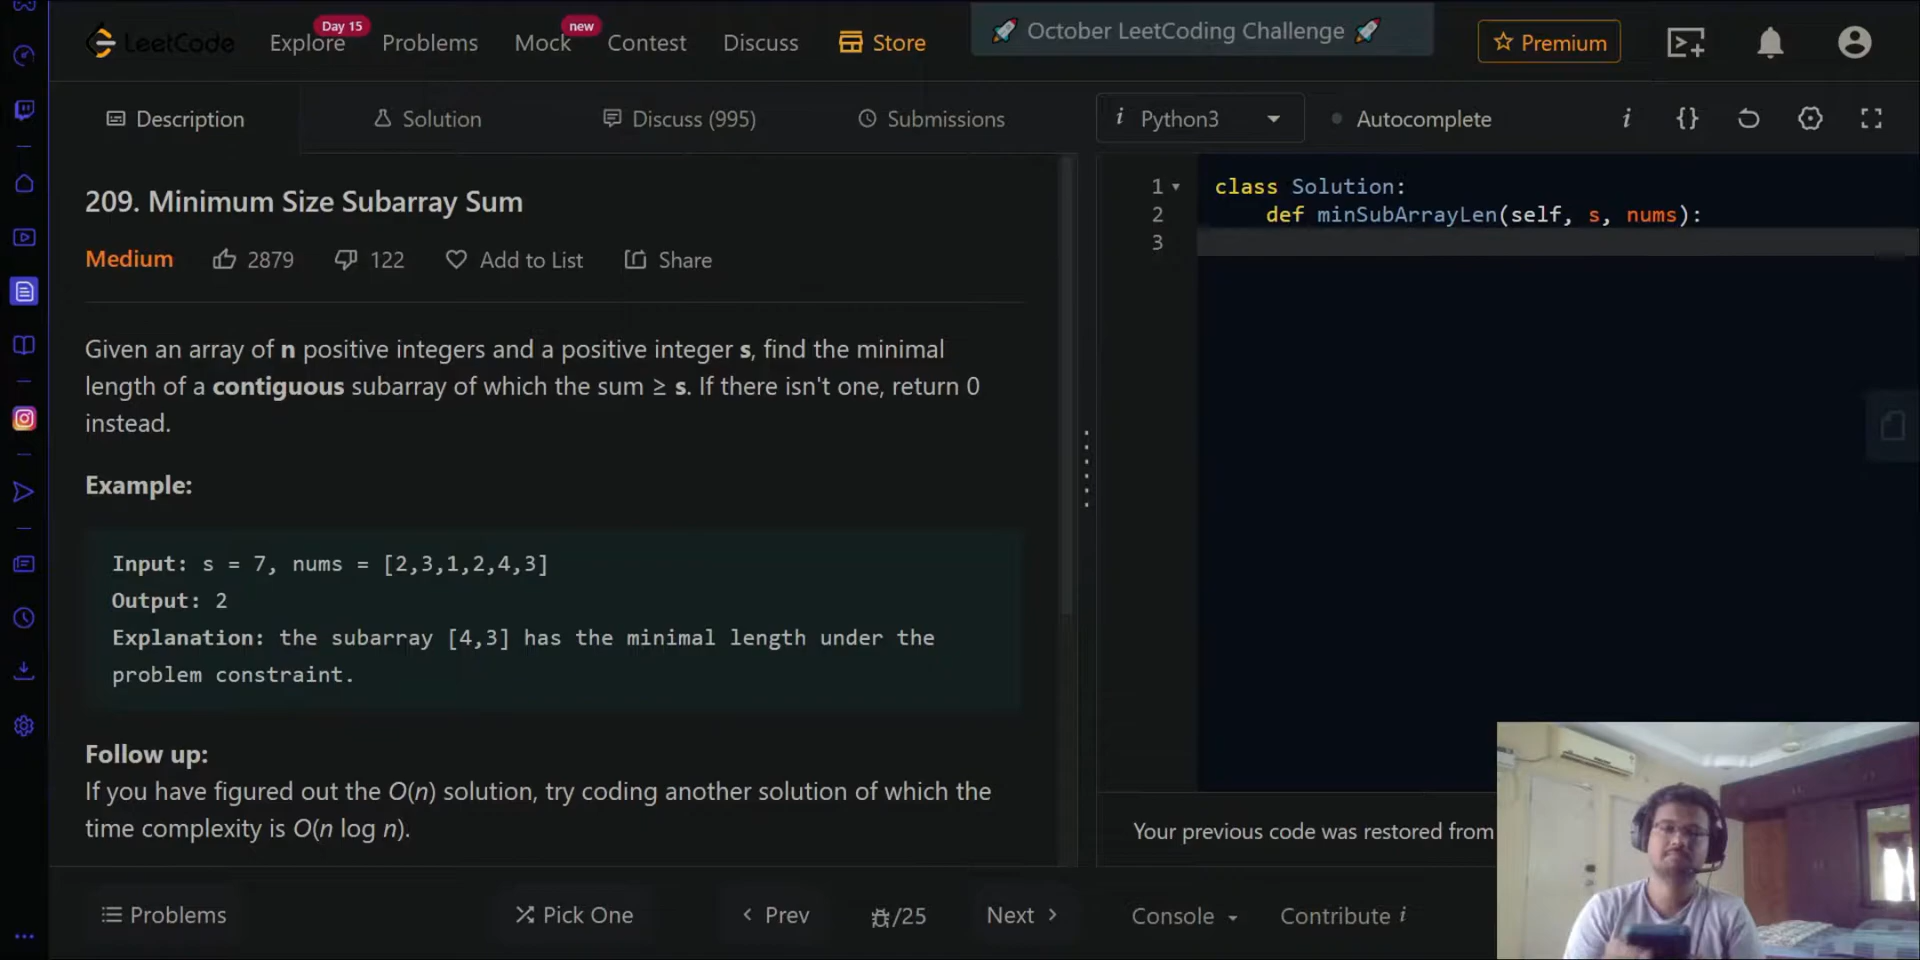 LeetCode
Explore
Day 15
Problems
Mock
new
Contest
Discuss
Store
🚀 October LeetCoding Challenge 🚀
Premium
Description
Solution
Discuss (995)
Submissions
i Python3
Autocomplete
i
{}
209. Minimum Size Subarray Sum
Medium
2879
122
Add to List
Share
Given an array of n positive integers and a positive integer s, find the minimal
length of a contiguous subarray of which the sum ≥ s. If there isn't one, return 0
instead.
Example:
Input: s = 7, nums = [2,3,1,2,4,3]
Output: 2
Explanation: the subarray [4,3] has the minimal length under the
problem constraint.
Follow up:
If you have figured out the O(n) solution, try coding another solution of which the
time complexity is O(n log n).
1 class Solution:
2 def minSubArrayLen(self, s, nums):
3
Your previous code was restored from
Problems
Pick One
Prev
/25
Next
Console
Contribute i